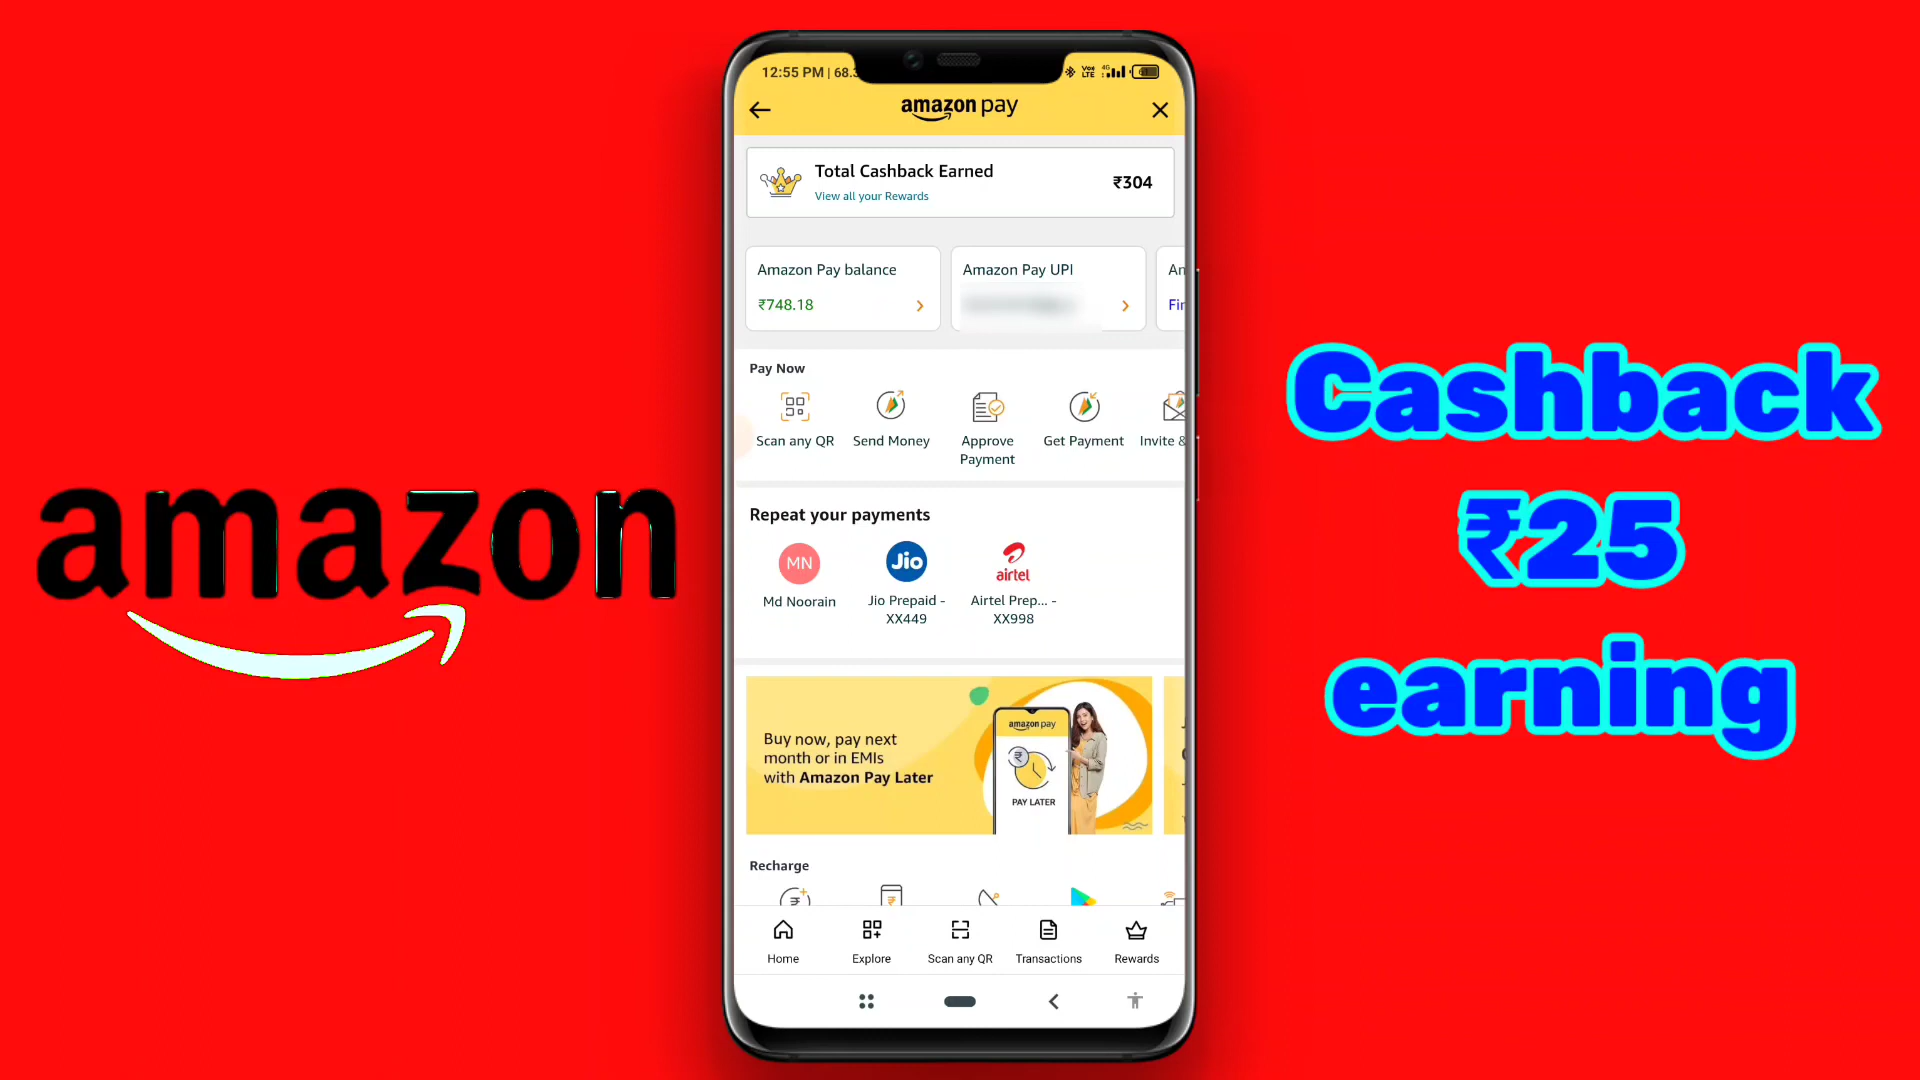 amazon
12:55 PM | 68.3
Vo LTE
4G
amazon pay
Total Cashback Earned
View all your Rewards
₹304
Amazon Pay balance
₹748.18
Amazon Pay UPI
Pay Now
Scan any QR
Send Money
Approve
Payment
Get Payment
Invite &
Repeat your payments
MN
Md Noorain
Jio
Jio Prepaid -
XX449
airtel
Airtel Prep... -
XX998
Buy now, pay next
month or in EMIs
with Amazon Pay Later
amazon pay
₹
PAY LATER
Recharge
Home
Explore
Scan any QR
Transactions
Rewards
Cashback
₹25
earning